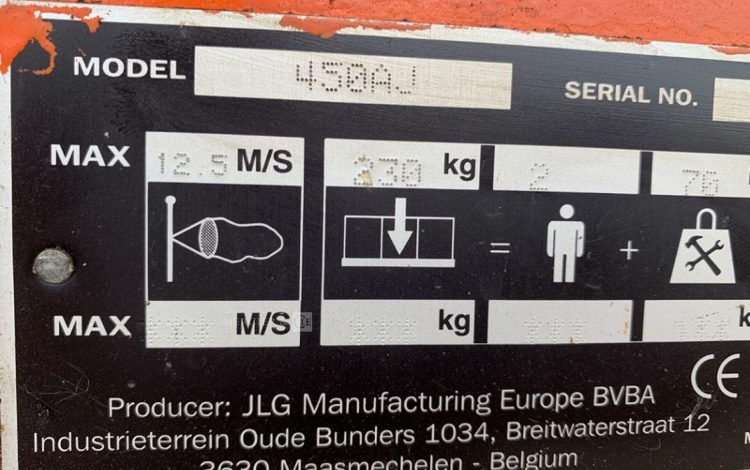 MODEL 450AJ SERIAL NO.
MAX 12.5 M/S 230 kg 2 70
= +
MAX *** M/S *** kg *** ***
CE
Producer: JLG Manufacturing Europe BVBA
Industrieterrein Oude Bunders 1034, Breitwaterstraat 12
3630 Maasmechelen - Belgium